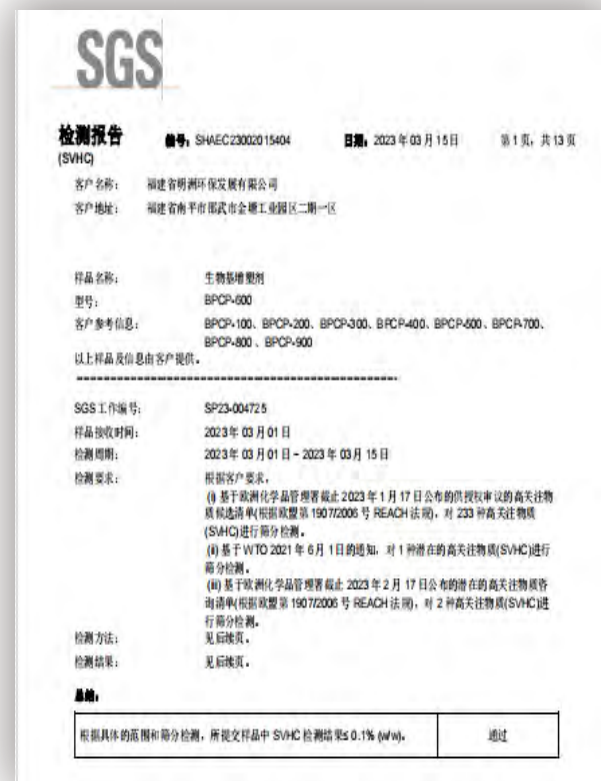 SGS
检测报告 编号: SHAEC23002015404 日期: 2023年03月15日 第1页，共13页
(SVHC)
客户名称: 福建省明洲环保发展有限公司
客户地址: 福建省南平市邵武市金塘工业园区二期一区
样品名称: 生物基增塑剂
型号: BPCP-600
客户参考信息: BPCP-100、BPCP-200、BPCP-300、BPCP-400、BPCP-500、BPCP-700、
BPCP-800 、BPCP-900
以上样品及信息由客户提供。
SGS工作编号: SP23-004725
样品接收时间: 2023年03月01日
检测周期: 2023年03月01日 - 2023年03月15日
检测要求: 根据客户要求，
(i) 基于欧洲化学品管理署截止2023年1月17日公布的供授权审议的高关注物
质候选清单(根据欧盟第1907/2006号REACH法规)，对233种高关注物质
(SVHC)进行筛分检测。
(ii) 基于WTO 2021年6月1日的通知，对1种潜在的高关注物质(SVHC)进行
筛分检测。
(iii) 基于欧洲化学品管理署截止2023年2月17日公布的潜在的高关注物质咨
询清单(根据欧盟第1907/2006号REACH法规)，对2种高关注物质(SVHC)进
行筛分检测。
检测方法: 见后续页。
检测结果: 见后续页。
总结:
根据具体的范围和筛分检测，所提交样品中SVHC检测结果≤ 0.1% (w/w)。 通过